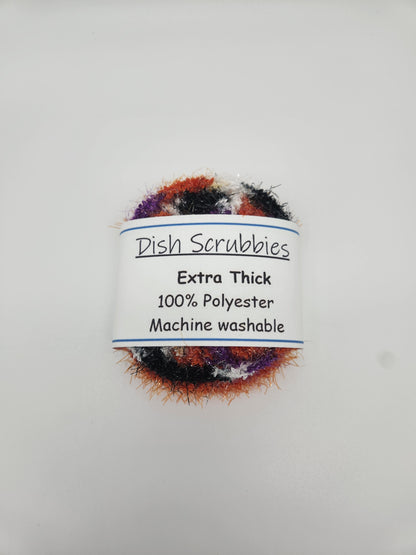 Dish Scrubbies
Extra Thick
100% Polyester
Machine washable